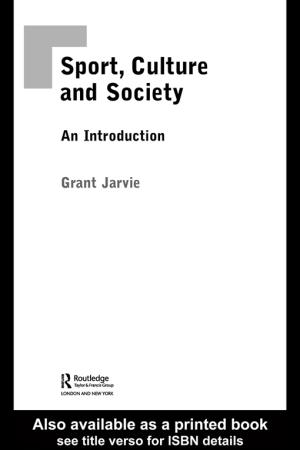 Sport, Culture
and Society
An Introduction
Grant Jarvie
Routledge
Taylor & Francis Group
LONDON AND NEW YORK
Also available as a printed book
see title verso for ISBN details